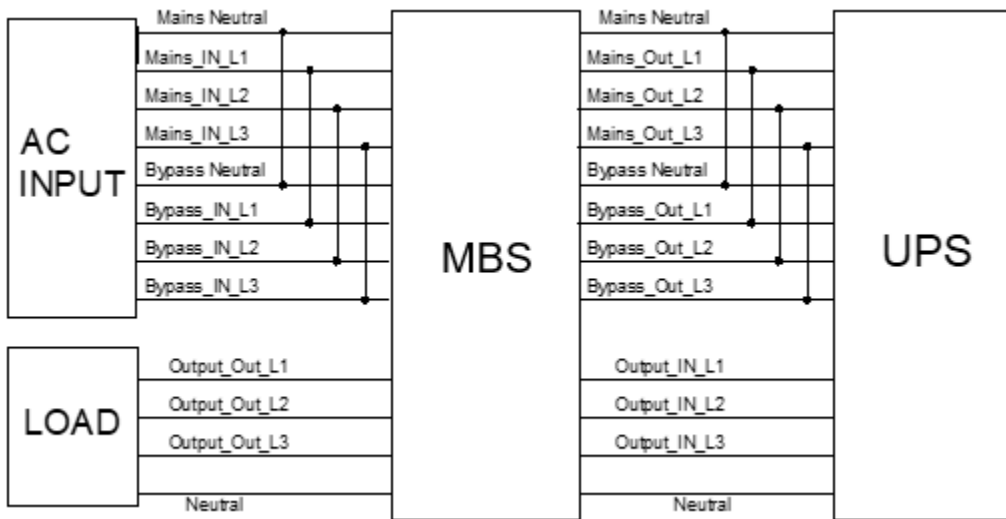 Mains Neutral
Mains_IN_L1
Mains_IN_L2
Mains_IN_L3
Bypass Neutral
Bypass_IN_L1
Bypass_IN_L2
Bypass_IN_L3
AC
INPUT
MBS
Mains Neutral
Mains_Out_L1
Mains_Out_L2
Mains_Out_L3
Bypass Neutral
Bypass_Out_L1
Bypass_Out_L2
Bypass_Out_L3
UPS
LOAD
Output_Out_L1
Output_Out_L2
Output_Out_L3
Neutral
Output_IN_L1
Output_IN_L2
Output_IN_L3
Neutral